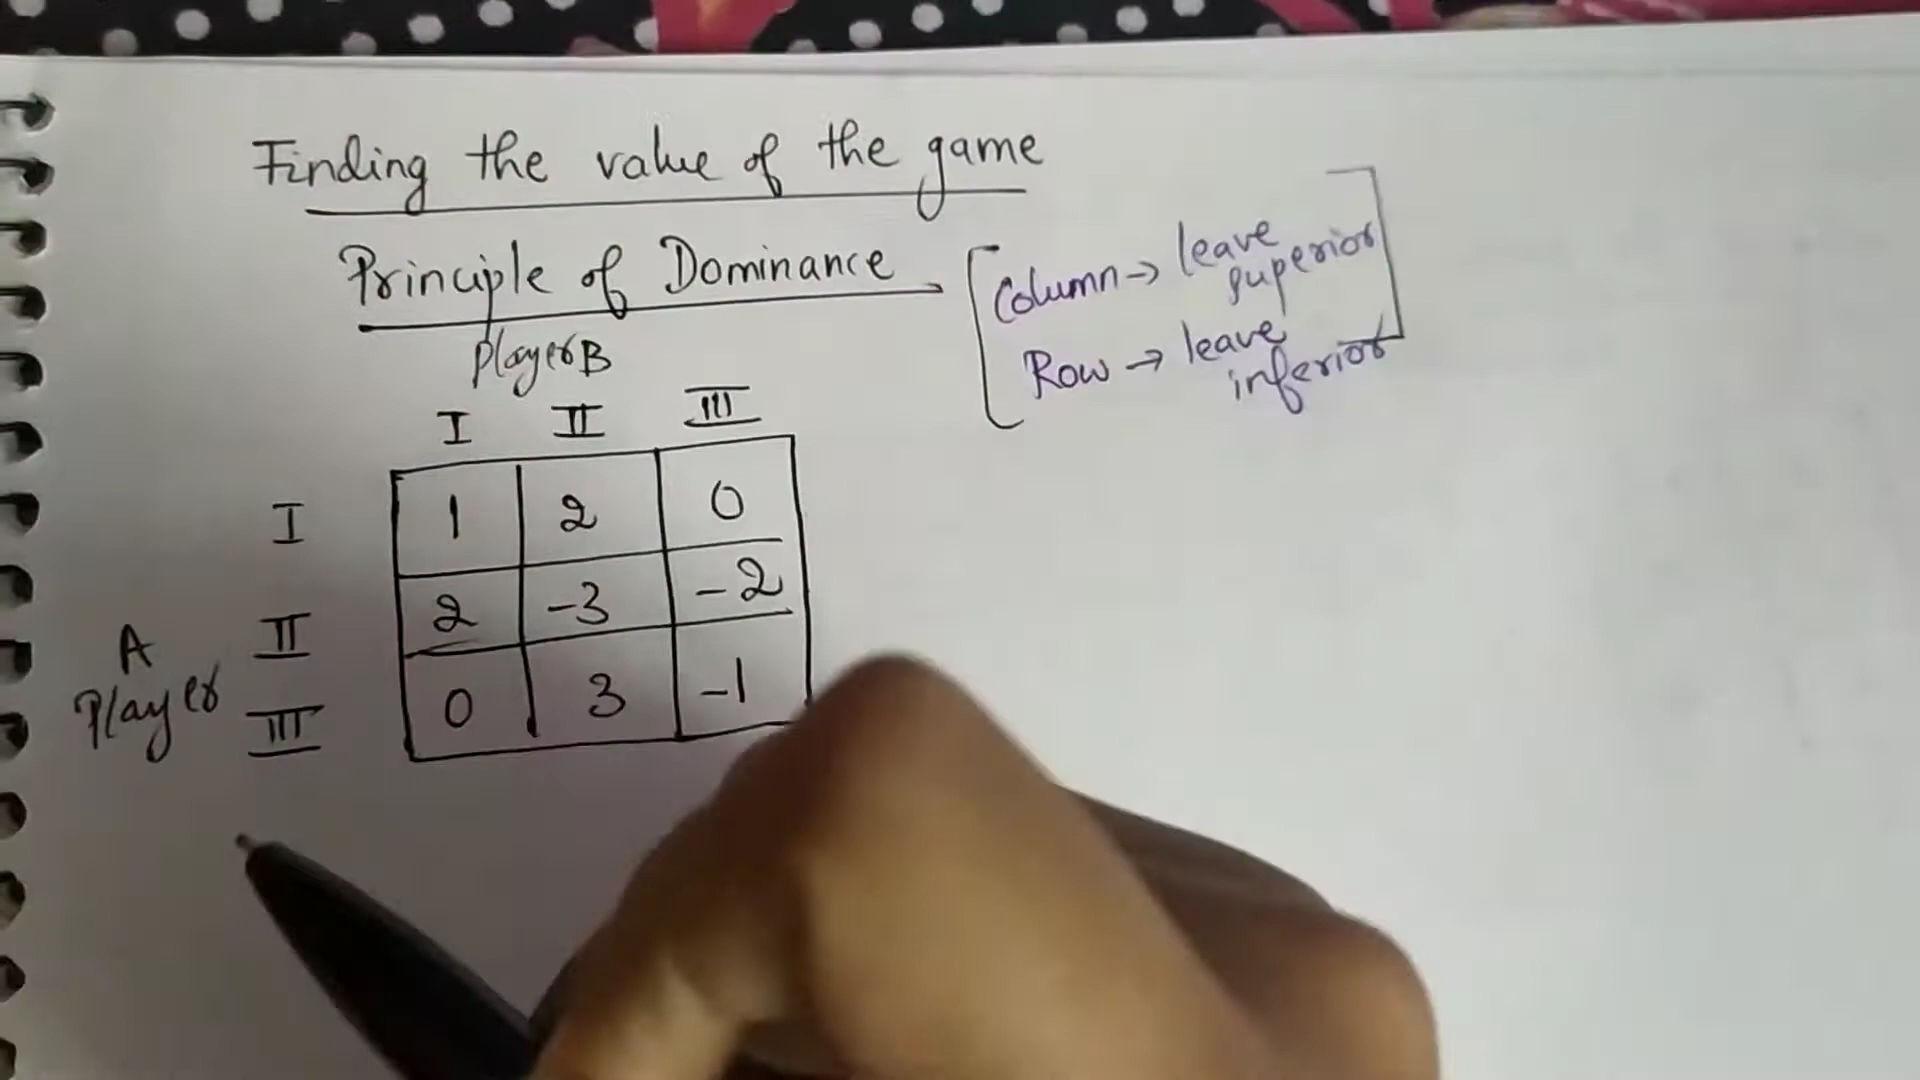 Finding the value of the game
Principle of Dominance
Column → leave superior
Row → leave inferior
Player B
I II III
I 1 2 0
II 2 -3 -2
III 0 3 -1
A
Player